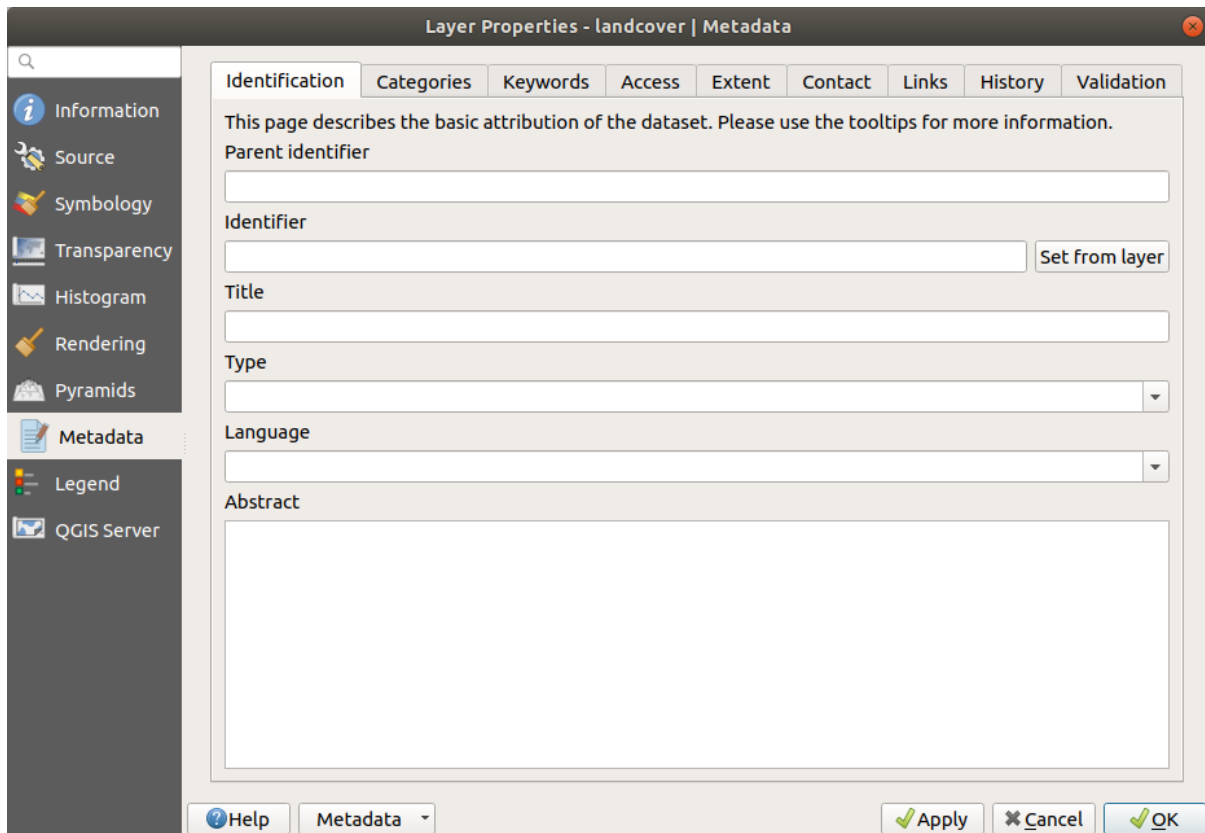 Layer Properties - landcover | Metadata
Information
Source
Symbology
Transparency
Histogram
Rendering
Pyramids
Metadata
Legend
QGIS Server
Identification Categories Keywords Access Extent Contact Links History Validation
This page describes the basic attribution of the dataset. Please use the tooltips for more information.
Parent identifier
Identifier
Set from layer
Title
Type
Language
Abstract
Help Metadata Apply Cancel OK